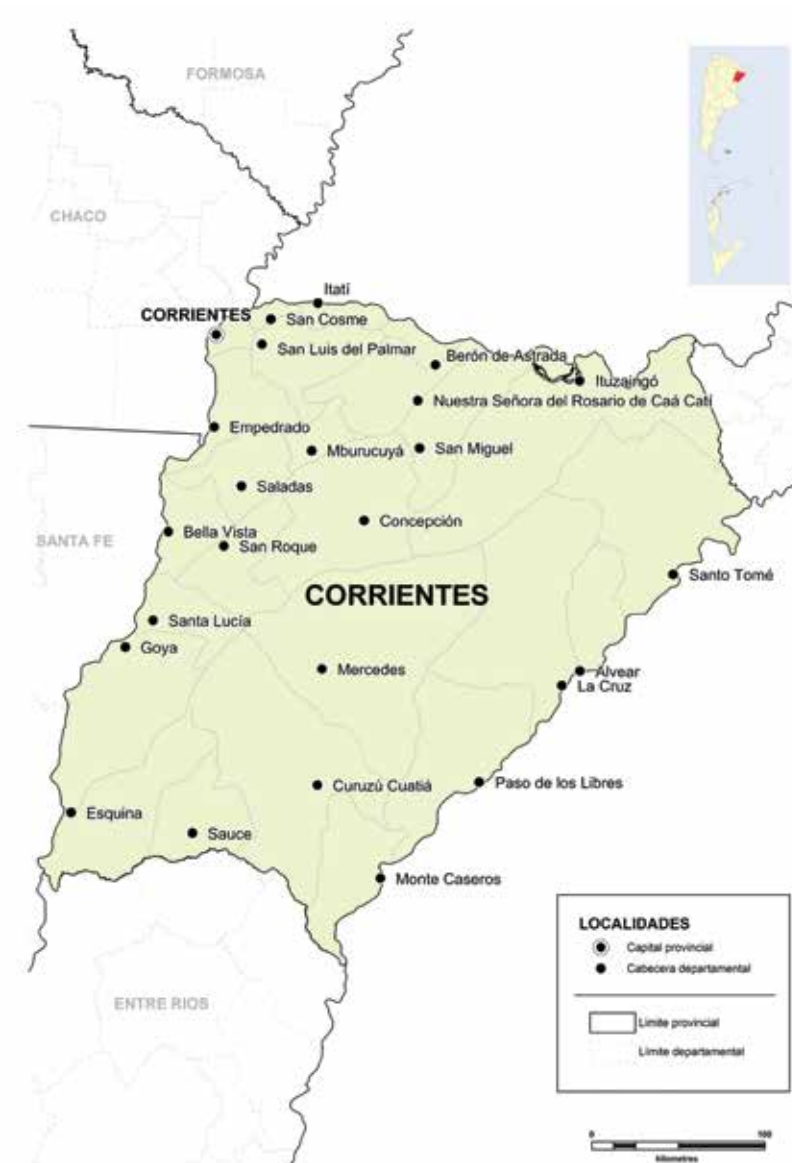 FORMOSA
CHACO
Itatí
CORRIENTES
San Cosme
San Luis del Palmar
Berón de Astrada
Ituzaingó
Nuestra Señora del Rosario de Caá Catí
Empedrado
Mburucuyá
San Miguel
Saladas
Concepción
Bella Vista
SANTA FE
San Roque
Santo Tomé
CORRIENTES
Santa Lucía
Goya
Mercedes
Alvear
La Cruz
Curuzú Cuatiá
Paso de los Libres
Esquina
Sauce
Monte Caseros
ENTRE RIOS
LOCALIDADES
Capital provincial
Cabecera departamental
Límite provincial
Límite departamental
0 100
kilometres